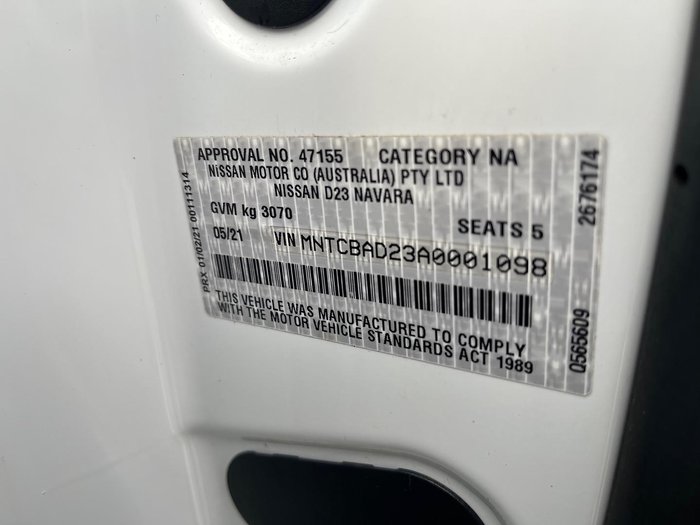 APPROVAL NO. 47155 CATEGORY NA
NISSAN MOTOR CO (AUSTRALIA) PTY LTD
NISSAN D23 NAVARA
GVM kg 3070
SEATS 5
05/21 VIN MNTCBAD23A0001098
THIS VEHICLE WAS MANUFACTURED TO COMPLY
WITH THE MOTOR VEHICLE STANDARDS ACT 1989
PRX 01/02/21 00111314
2676174
Q565609